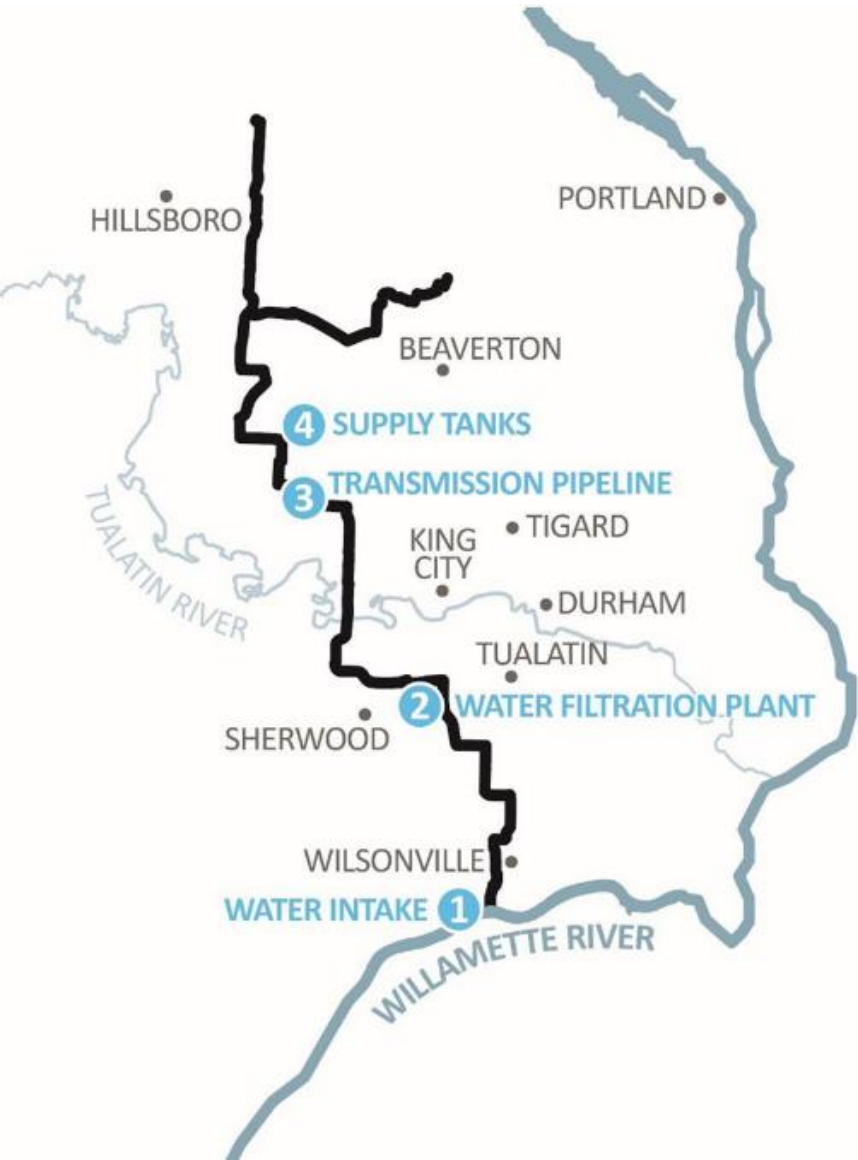 PORTLAND
HILLSBORO
BEAVERTON
4 SUPPLY TANKS
3 TRANSMISSION PIPELINE
TUALATIN RIVER
TIGARD
KING
CITY
DURHAM
TUALATIN
2 WATER FILTRATION PLANT
SHERWOOD
WILSONVILLE
WATER INTAKE 1
WILLAMETTE RIVER